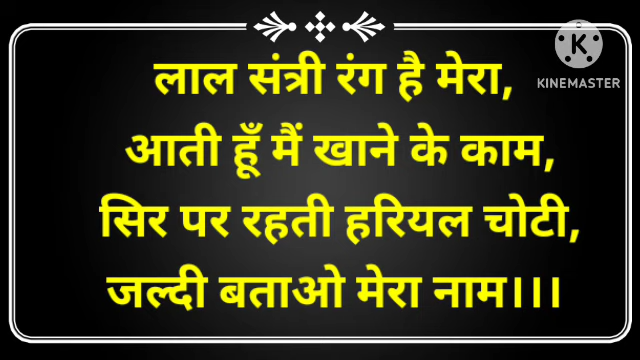 KINEMASTER
लाल संत्री रंग है मेरा,
आती हूँ मैं खाने के काम,
सिर पर रहती हरियल चोटी,
जल्दी बताओ मेरा नाम।।।